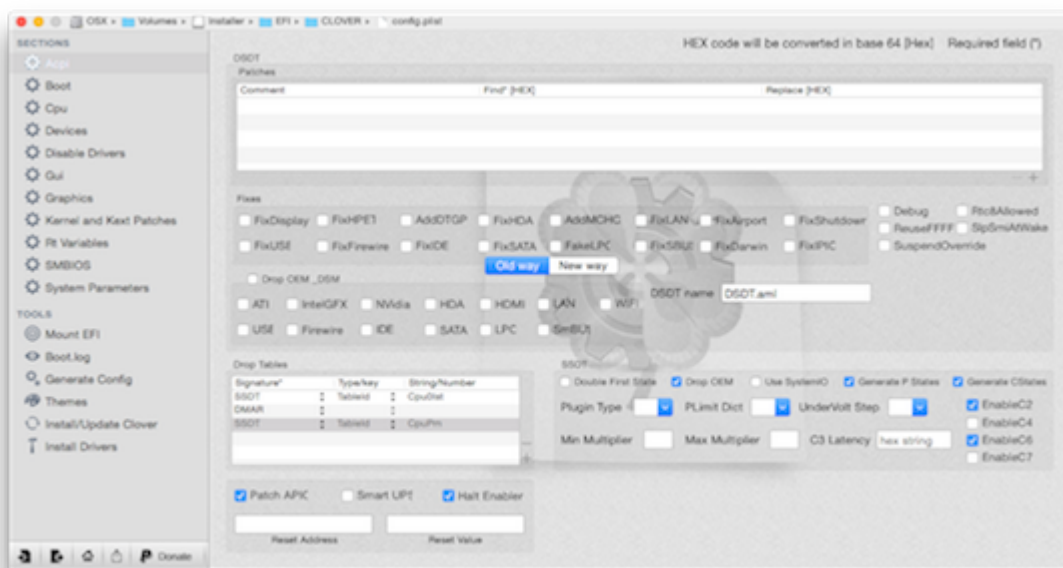 OSX Volumes Installer EFI CLOVER config.plist
SECTIONS
Acpi
Boot
Cpu
Devices
Disable Drivers
Gui
Graphics
Kernel and Kext Patches
Rt Variables
SMBIOS
System Parameters
TOOLS
Mount EFI
Boot.log
Generate Config
Themes
Install/Update Clover
Install Drivers
Donate
HEX code will be converted in base 64 [Hex] Required field (*)
DSDT
Patches
Comment Find* [HEX] Replace [HEX]
Fixes
FixDisplay FixHPET AddDTGP FixHDA AddMCHC FixLAN FixAirport FixShutdown
FixUSB FixFirewire FixIDE FixSATA FakeLPC FixSBUS FixDarwin FixIPIC
Debug Rtc8Allowed
ReuseFFFF SlpSmiAtWake
SuspendOverride
Old way New way
Drop OEM _DSM
ATI IntelGFX NVidia HDA HDMI LAN WIFI
USB Firewire IDE SATA LPC SmBUS
DSDT name DSDT.aml
Drop Tables
Signature* Type/key String/Number
SSDT TableId Cpu0Ist
DMAR
SSDT TableId CpuPm
SSDT
Double First State Drop OEM Use SystemIO Generate P States Generate CStates
Plugin Type PLimit Dict UnderVolt Step
EnableC2
EnableC4
Min Multiplier Max Multiplier C3 Latency hex string
EnableC6
EnableC7
Patch APIC Smart UPS Halt Enabler
Reset Address Reset Value